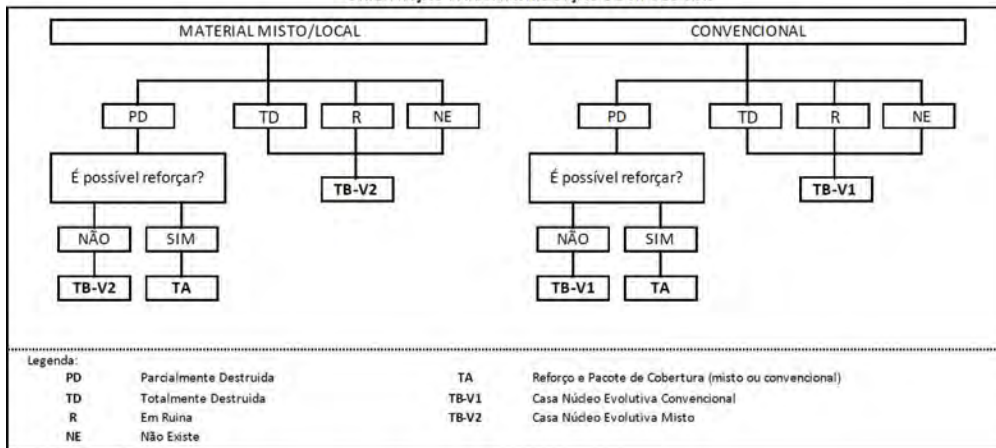 MATERIAL MISTO/LOCAL
CONVENCIONAL
PD
TD
R
NE
PD
TD
R
NE
É possível reforçar?
TB-V2
É possível reforçar?
TB-V1
NÃO
SIM
NÃO
SIM
TB-V2
TA
TB-V1
TA
Legenda:
PD Parcialmente Destruida TA Reforço e Pacote de Cobertura (misto ou convencional)
TD Totalmente Destruida TB-V1 Casa Núcleo Evolutiva Convencional
R Em Ruina TB-V2 Casa Núcleo Evolutiva Misto
NE Não Existe